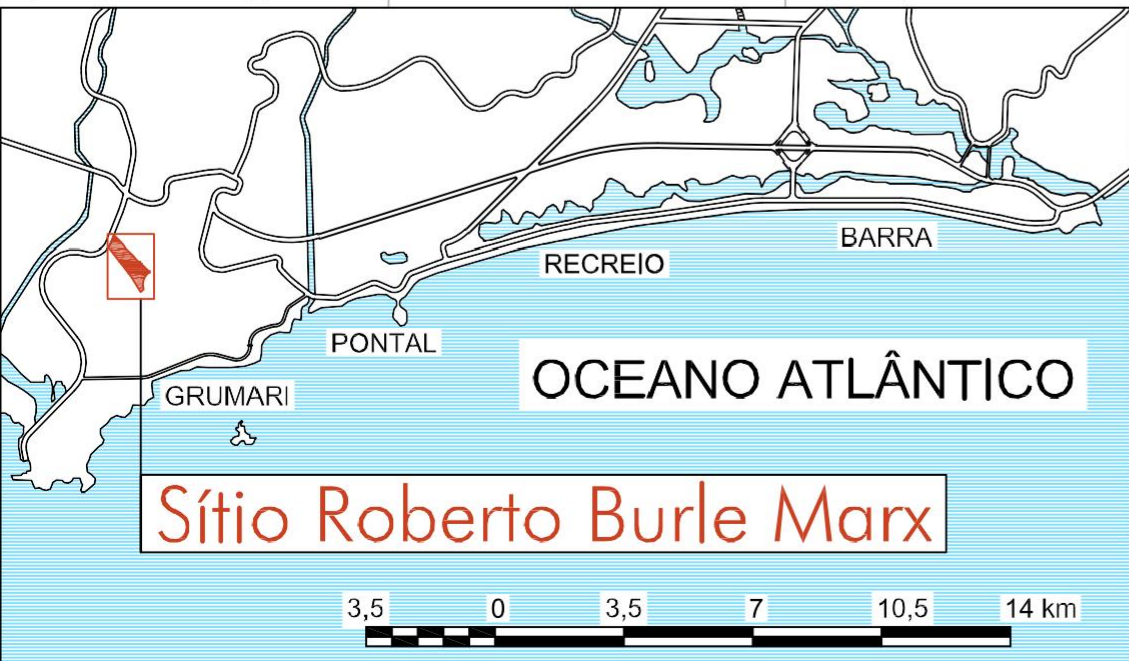 BARRA
RECREIO
PONTAL
OCEANO ATLÂNTICO
GRUMARI
Sítio Roberto Burle Marx
3,5 0 3,5 7 10,5 14 km